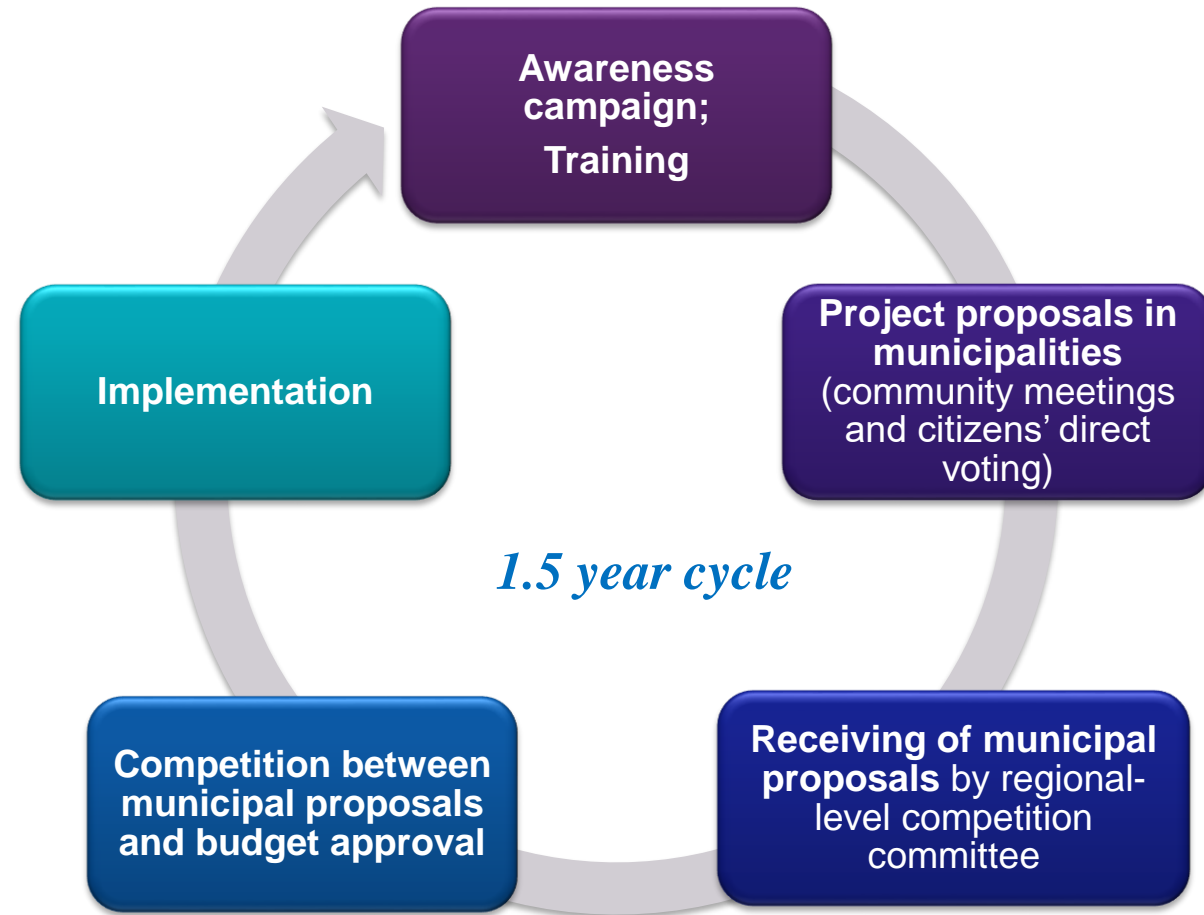 Awareness
campaign;
Training
Project proposals in
municipalities
(community meetings
and citizens’ direct
voting)
Receiving of municipal
proposals by regional-
level competition
committee
Competition between
municipal proposals
and budget approval
Implementation
1.5 year cycle